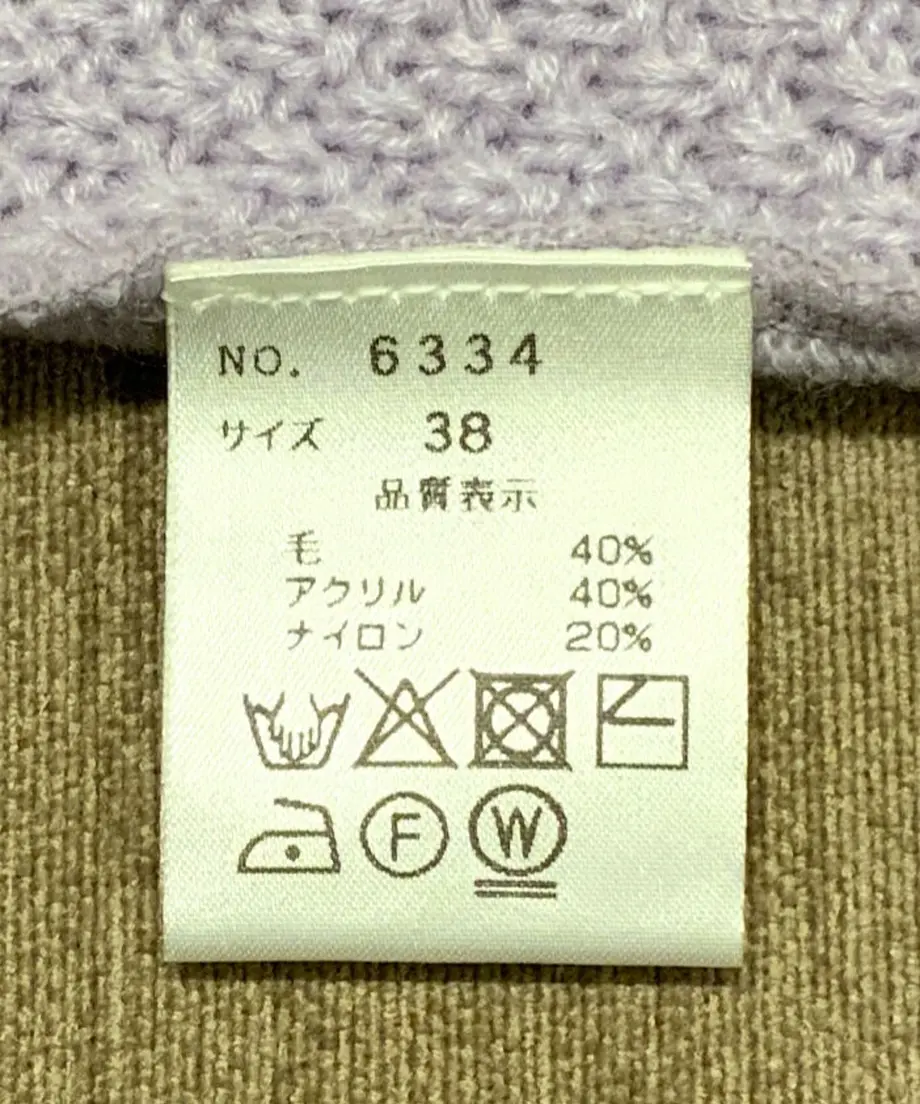 NO. 6334
サイズ 38
品質表示
毛 40%
アクリル 40%
ナイロン 20%
F W